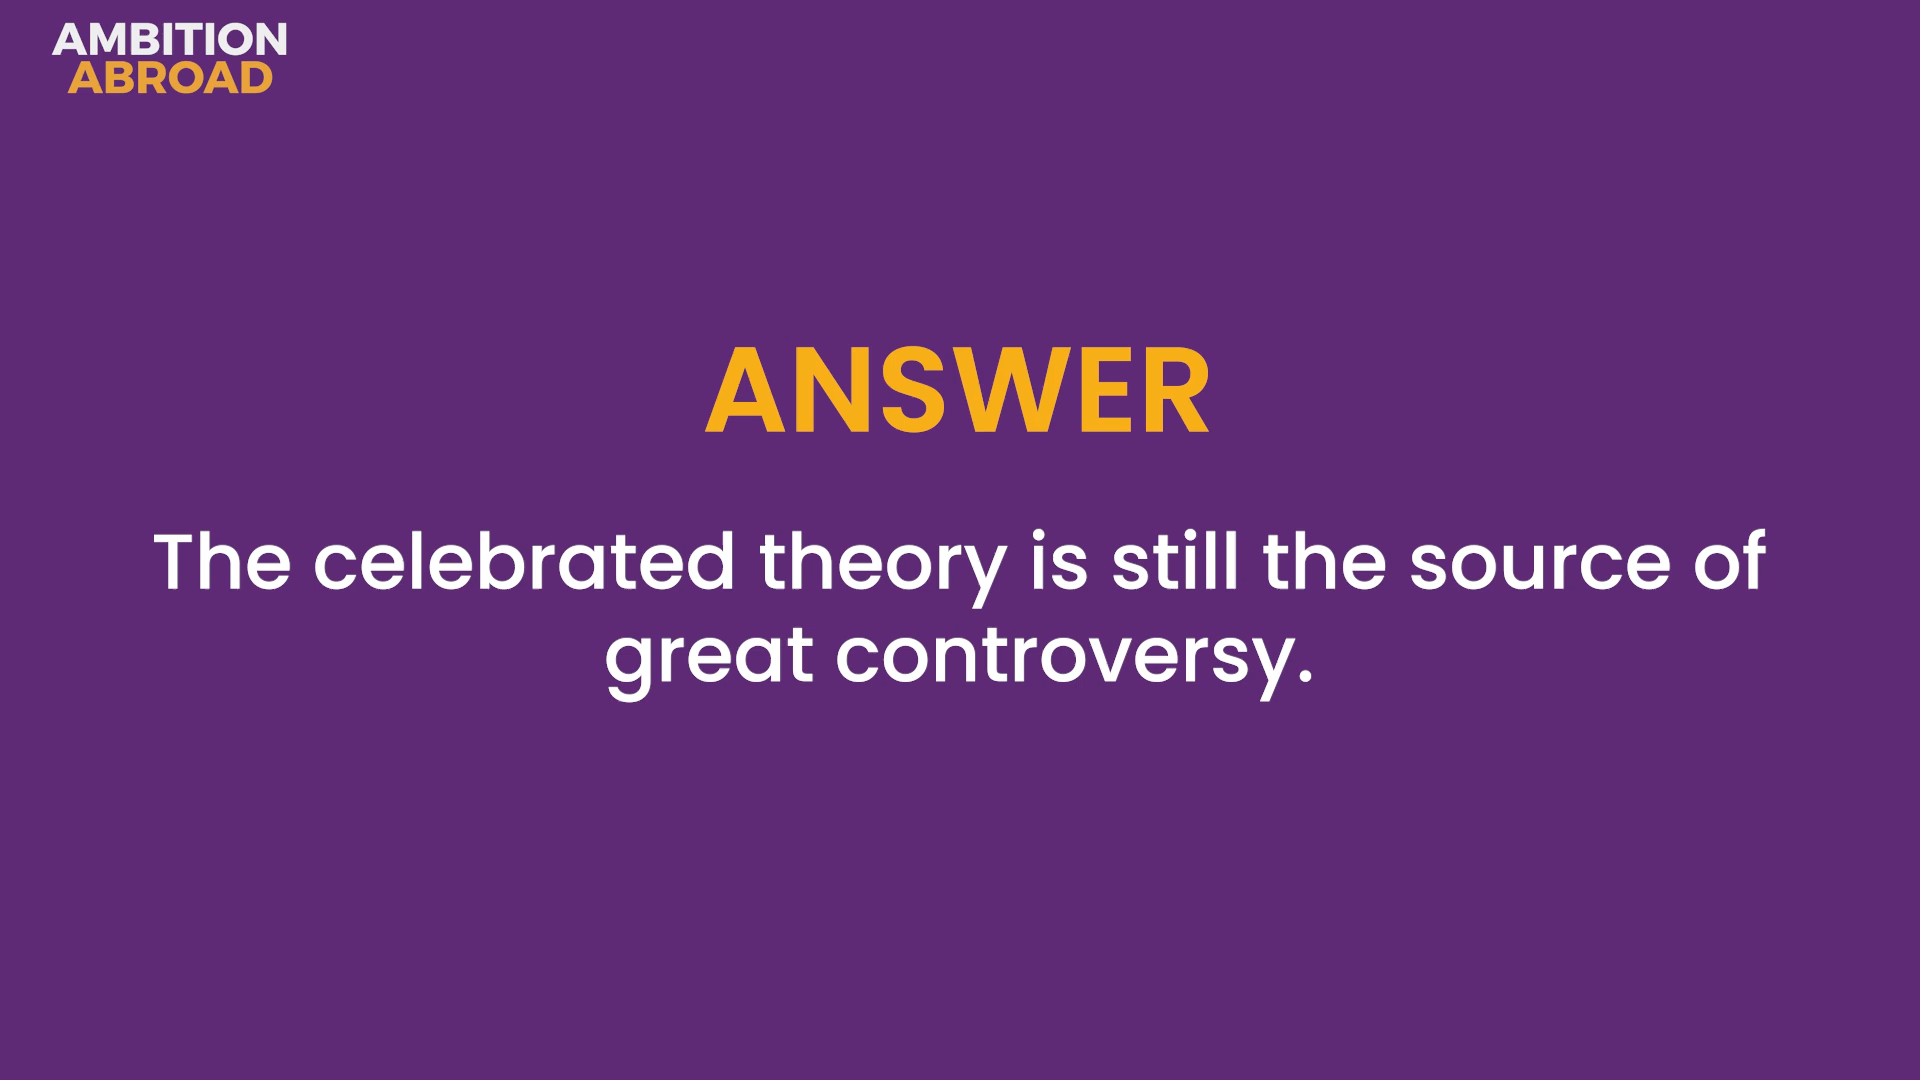 AMBITION
ABROAD
ANSWER
The celebrated theory is still the source of
great controversy.